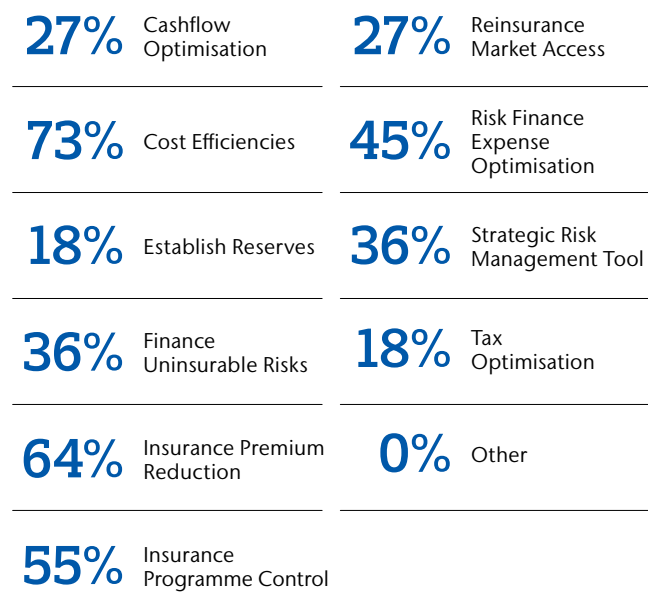 27% Cashflow
Optimisation
73% Cost Efficiencies
18% Establish Reserves
36% Finance
Uninsurable Risks
64% Insurance Premium
Reduction
55% Insurance
Programme Control
27% Reinsurance
Market Access
45% Risk Finance
Expense
Optimisation
36% Strategic Risk
Management Tool
18% Tax
Optimisation
0% Other